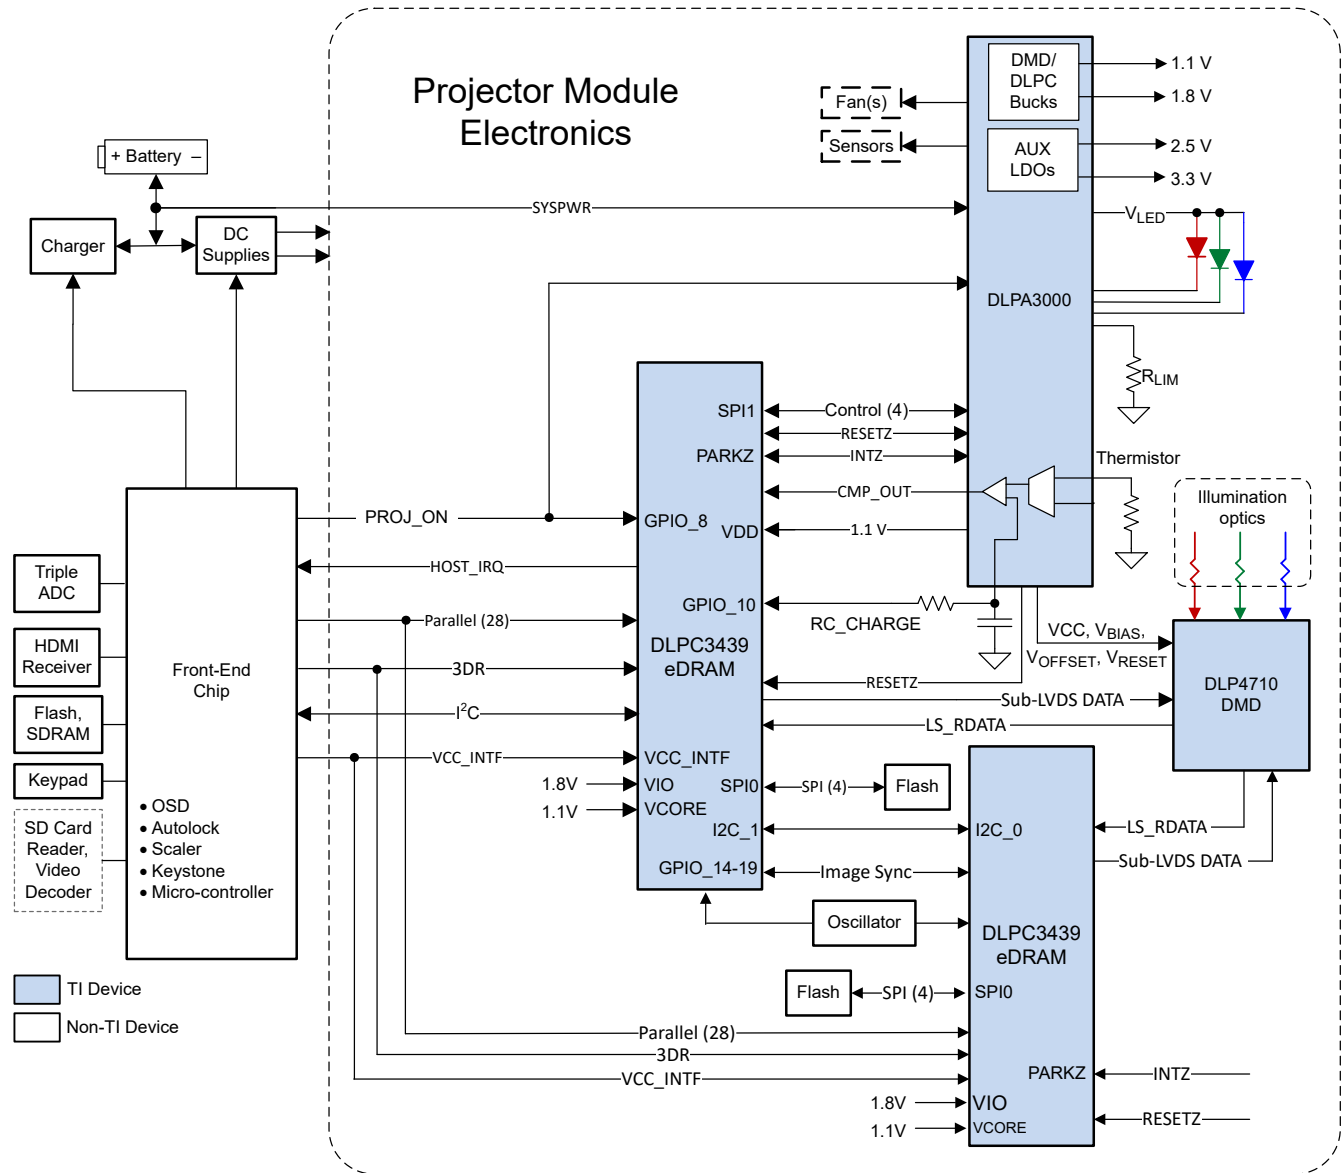 Projector Module
Electronics
DMD/
DLPC
Bucks
1.1 V
1.8 V
Fan(s)
Sensors
AUX
LDOs
2.5 V
3.3 V
+ Battery –
SYSPWR
VLED
Charger
DC
Supplies
DLPA3000
RLIM
SPI1
Control (4)
RESETZ
PARKZ
INTZ
Thermistor
CMP_OUT
Illumination
optics
PROJ_ON
GPIO_8
VDD
1.1 V
HOST_IRQ
Triple
ADC
GPIO_10
RC_CHARGE
Parallel (28)
VCC, VBIAS,
VOFFSET, VRESET
HDMI
Receiver
Front-End
Chip
3DR
DLPC3439
eDRAM
RESETZ
Sub-LVDS DATA
DLP4710
DMD
I2C
LS_RDATA
Flash,
SDRAM
VCC_INTF
VCC_INTF
Keypad
1.8V
VIO
SPI0
SPI (4)
Flash
1.1V
VCORE
• OSD
• Autolock
• Scaler
• Keystone
• Micro-controller
SD Card
Reader,
Video
Decoder
I2C_1
I2C_0
LS_RDATA
Sub-LVDS DATA
GPIO_14-19
Image Sync
Oscillator
DLPC3439
eDRAM
TI Device
Non-TI Device
Flash
SPI (4)
SPI0
Parallel (28)
3DR
VCC_INTF
PARKZ
INTZ
1.8V
VIO
RESETZ
1.1V
VCORE